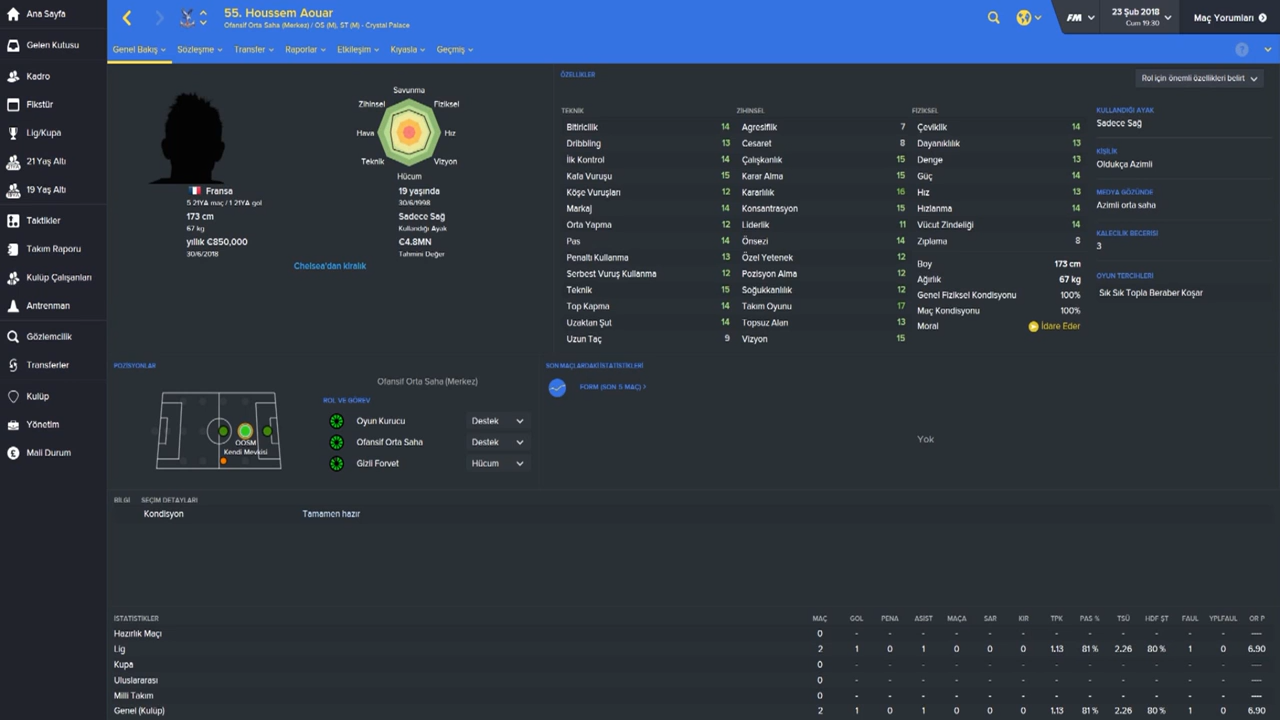 Ana Sayfa
Gelen Kutusu
Kadro
Fikstür
Lig/Kupa
21 Yaş Altı
19 Yaş Altı
Taktikler
Takım Raporu
Kulüp Çalışanları
Antrenman
Gözlemcilik
Transferler
Kulüp
Yönetim
Mali Durum
55. Houssem Aouar
Ofansif Orta Saha (Merkez) / OS (M), ST (M) - Crystal Palace
FM
23 Şub 2018
Cum 19:30
Maç Yorumları
Genel Bakış Sözleşme Transfer Raporlar Etkileşim Kıyasla Geçmiş
?
Savunma
Zihinsel Fiziksel
Hava Hız
Teknik Vizyon
Hücum
Fransa
5 21YA maç / 1 21YA gol
173 cm
67 kg
yıllık €850,000
30/6/2018
19 yaşında
30/6/1998
Sadece Sağ
Kullandığı Ayak
€4.8MN
Tahmini Değer
Chelsea'dan kiralık
ÖZELLİKLER
Rol için önemli özellikleri belirt
TEKNİK
Bitiricilik 14
Dribbling 13
İlk Kontrol 14
Kafa Vuruşu 15
Köşe Vuruşları 12
Markaj 14
Orta Yapma 12
Pas 14
Penaltı Kullanma 13
Serbest Vuruş Kullanma 12
Teknik 15
Top Kapma 14
Uzaktan Şut 14
Uzun Taç 9
ZİHİNSEL
Agresiflik 7
Cesaret 8
Çalışkanlık 15
Karar Alma 15
Kararlılık 16
Konsantrasyon 15
Liderlik 11
Önsezi 14
Özel Yetenek 12
Pozisyon Alma 12
Soğukkanlılık 12
Takım Oyunu 17
Topsuz Alan 13
Vizyon 15
FİZİKSEL
Çeviklik 14
Dayanıklılık 13
Denge 13
Güç 14
Hız 13
Hızlanma 14
Vücut Zindeliği 14
Zıplama 8
Boy 173 cm
Ağırlık 67 kg
Genel Fiziksel Kondisyonu 100%
Maç Kondisyonu 100%
Moral İdare Eder
KULLANDIĞI AYAK
Sadece Sağ
KİŞİLİK
Oldukça Azimli
MEDYA GÖZÜNDE
Azimli orta saha
KALECİLİK BECERİSİ
3
OYUN TERCİHLERİ
Sık Sık Topla Beraber Koşar
POZİSYONLAR
OOSM
Kendi Mevkisi
Ofansif Orta Saha (Merkez)
ROL VE GÖREV
Oyun Kurucu Destek
Ofansif Orta Saha Destek
Gizli Forvet Hücum
SON MAÇLARDAKİ İSTATİSTİKLERİ
FORM (SON 5 MAÇ) >
Yok
BİLGİ SEÇİM DETAYLARI
Kondisyon Tamamen hazır
İSTATİSTİKLER MAÇ GOL PENA ASİST MAÇA SAR KIR TPK PAS % TSÜ HDF ŞT FAUL YPLFAUL OR P
Hazırlık Maçı 0 - - - - - - - - - - - - ----
Lig 2 1 0 1 0 0 0 1.13 81 % 2.26 80 % 1 0 6.90
Kupa 0 - - - - - - - - - - - - ----
Uluslararası 0 - - - - - - - - - - - - ----
Milli Takım 0 - - - - - - - - - - - - ----
Genel (Kulüp) 2 1 0 1 0 0 0 1.13 81 % 2.26 80 % 1 0 6.90